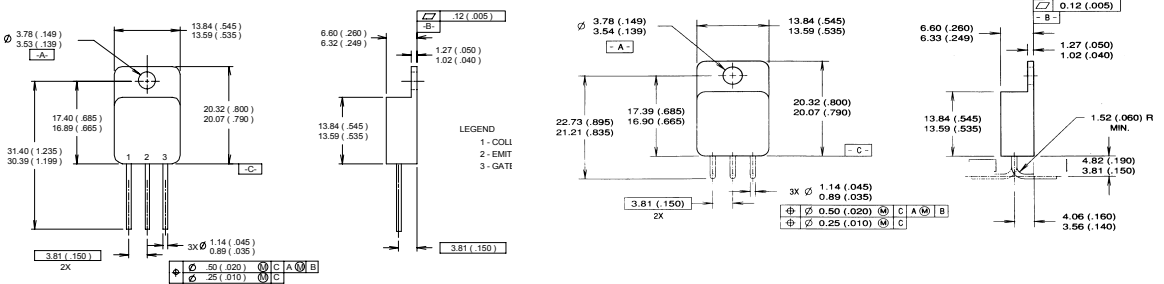 .12 ( .005 )
-B-
Ø 3.78 ( .149 )
3.53 ( .139 )
-A-
13.84 ( .545 )
13.59 ( .535 )
6.60 ( .260 )
6.32 ( .249 )
1.27 ( .050 )
1.02 ( .040 )
17.40 ( .685 )
16.89 ( .665 )
20.32 ( .800 )
20.07 ( .790 )
31.40 ( 1.235 )
30.39 ( 1.199 )
1 2 3
-C-
13.84 ( .545 )
13.59 ( .535 )
LEGEND
1 - COLL
2 - EMIT
3 - GATE
3.81 ( .150 )
2X
3X Ø 1.14 ( .045 )
0.89 ( .035 )
⌖ Ø .50 ( .020 ) Ⓜ C A Ⓜ B
Ø .25 ( .010 ) Ⓜ C
3.81 ( .150 )
0.12 (.005)
- B -
Ø 3.78 (.149)
3.54 (.139)
- A -
13.84 (.545)
13.59 (.535)
6.60 (.260)
6.33 (.249)
1.27 (.050)
1.02 (.040)
22.73 (.895)
21.21 (.835)
17.39 (.685)
16.90 (.665)
20.32 (.800)
20.07 (.790)
- C -
13.84 (.545)
13.59 (.535)
1.52 (.060) R
MIN.
4.82 (.190)
3.81 (.150)
3.81 (.150)
2X
3X Ø 1.14 (.045)
0.89 (.035)
⌖ Ø 0.50 (.020) Ⓜ C A Ⓜ B
⌖ Ø 0.25 (.010) Ⓜ C
4.06 (.160)
3.56 (.140)